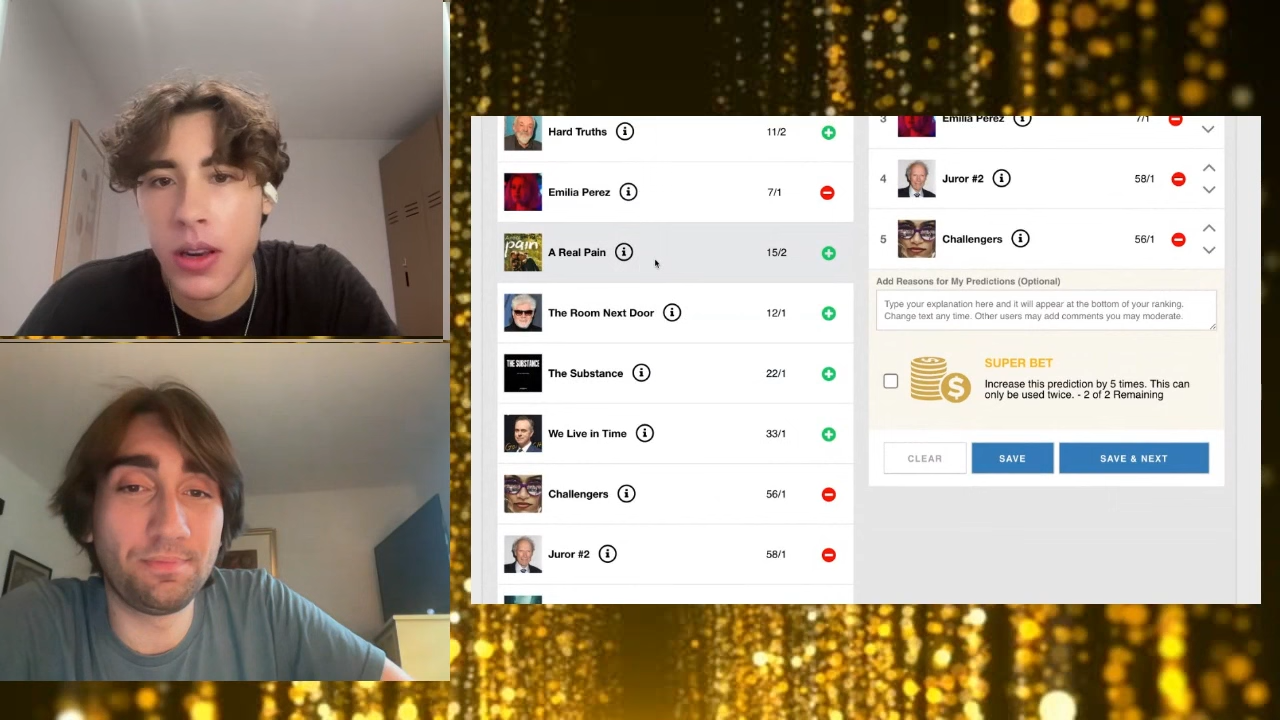 Hard Truths
11/2
Emilia Perez
7/1
pain
A Real Pain
15/2
The Room Next Door
12/1
THE SUBSTANCE
The Substance
22/1
We Live in Time
33/1
Challengers
56/1
Juror #2
58/1
3
Emilia Perez
7/1
4
Juror #2
58/1
5
Challengers
56/1
Add Reasons for My Predictions (Optional)
Type your explanation here and it will appear at the bottom of your ranking.
Change text any time. Other users may add comments you may moderate.
SUPER BET
Increase this prediction by 5 times. This can
only be used twice. - 2 of 2 Remaining
CLEAR
SAVE
SAVE & NEXT